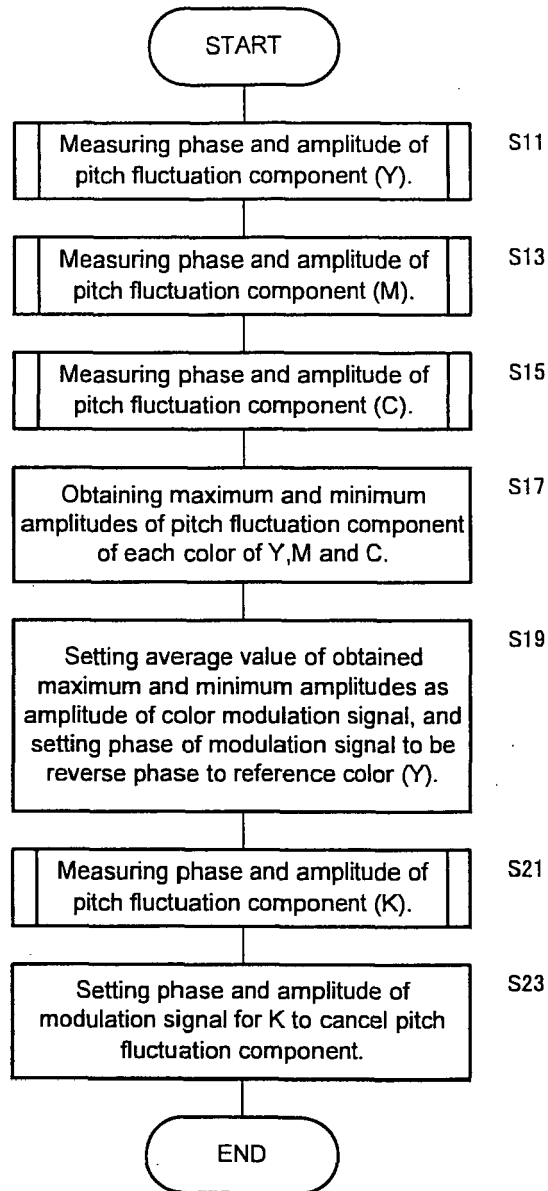 START
Measuring phase and amplitude of
pitch fluctuation component (Y).
S11
Measuring phase and amplitude of
pitch fluctuation component (M).
S13
Measuring phase and amplitude of
pitch fluctuation component (C).
S15
Obtaining maximum and minimum
amplitudes of pitch fluctuation component
of each color of Y,M and C.
S17
Setting average value of obtained
maximum and minimum amplitudes as
amplitude of color modulation signal, and
setting phase of modulation signal to be
reverse phase to reference color (Y).
S19
Measuring phase and amplitude of
pitch fluctuation component (K).
S21
Setting phase and amplitude of
modulation signal for K to cancel pitch
fluctuation component.
S23
END